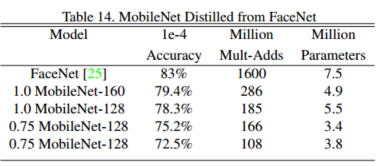 Table 14. MobileNet Distilled from FaceNet
Model 1e-4 Million Million
Accuracy Mult-Adds Parameters
FaceNet [25] 83% 1600 7.5
1.0 MobileNet-160 79.4% 286 4.9
1.0 MobileNet-128 78.3% 185 5.5
0.75 MobileNet-128 75.2% 166 3.4
0.75 MobileNet-128 72.5% 108 3.8